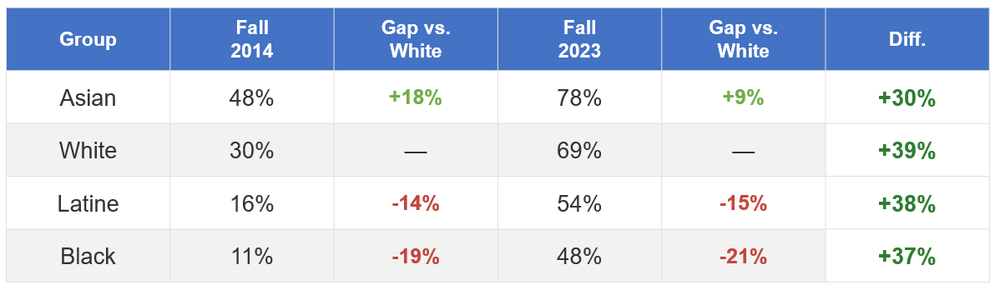 Group Fall 2014 Gap vs. White Fall 2023 Gap vs. White Diff.
Asian 48% +18% 78% +9% +30%
White 30% — 69% — +39%
Latine 16% -14% 54% -15% +38%
Black 11% -19% 48% -21% +37%